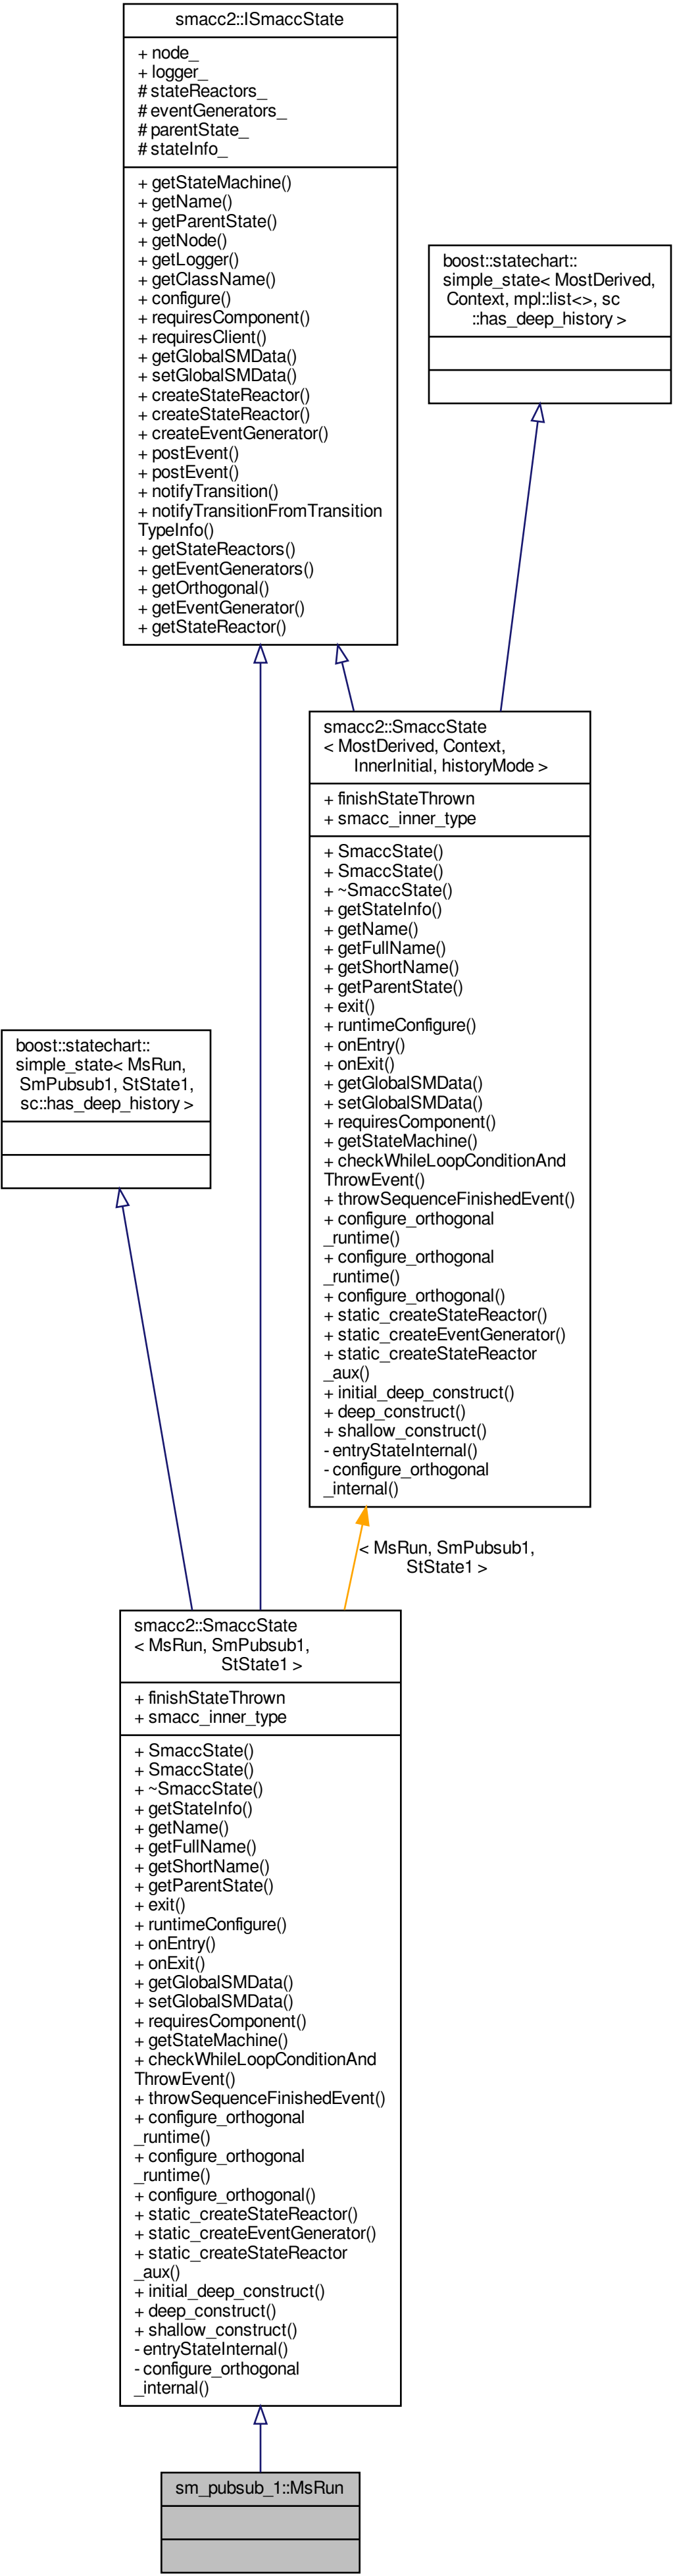 smacc2::ISmaccState
+ node_
+ logger_
# stateReactors_
# eventGenerators_
# parentState_
# stateInfo_
+ getStateMachine()
+ getName()
+ getParentState()
+ getNode()
+ getLogger()
+ getClassName()
+ configure()
+ requiresComponent()
+ requiresClient()
+ getGlobalSMData()
+ setGlobalSMData()
+ createStateReactor()
+ createStateReactor()
+ createEventGenerator()
+ postEvent()
+ postEvent()
+ notifyTransition()
+ notifyTransitionFromTransition
TypeInfo()
+ getStateReactors()
+ getEventGenerators()
+ getOrthogonal()
+ getEventGenerator()
+ getStateReactor()
boost::statechart::
simple_state< MostDerived,
Context, mpl::list<>, sc
::has_deep_history >
smacc2::SmaccState
< MostDerived, Context,
InnerInitial, historyMode >
+ finishStateThrown
+ smacc_inner_type
+ SmaccState()
+ SmaccState()
+ ~SmaccState()
+ getStateInfo()
+ getName()
+ getFullName()
+ getShortName()
+ getParentState()
+ exit()
+ runtimeConfigure()
+ onEntry()
+ onExit()
+ getGlobalSMData()
+ setGlobalSMData()
+ requiresComponent()
+ getStateMachine()
+ checkWhileLoopConditionAnd
ThrowEvent()
+ throwSequenceFinishedEvent()
+ configure_orthogonal
_runtime()
+ configure_orthogonal
_runtime()
+ configure_orthogonal()
+ static_createStateReactor()
+ static_createEventGenerator()
+ static_createStateReactor
_aux()
+ initial_deep_construct()
+ deep_construct()
+ shallow_construct()
- entryStateInternal()
- configure_orthogonal
_internal()
boost::statechart::
simple_state< MsRun,
SmPubsub1, StState1,
sc::has_deep_history >
< MsRun, SmPubsub1,
StState1 >
smacc2::SmaccState
< MsRun, SmPubsub1,
StState1 >
+ finishStateThrown
+ smacc_inner_type
+ SmaccState()
+ SmaccState()
+ ~SmaccState()
+ getStateInfo()
+ getName()
+ getFullName()
+ getShortName()
+ getParentState()
+ exit()
+ runtimeConfigure()
+ onEntry()
+ onExit()
+ getGlobalSMData()
+ setGlobalSMData()
+ requiresComponent()
+ getStateMachine()
+ checkWhileLoopConditionAnd
ThrowEvent()
+ throwSequenceFinishedEvent()
+ configure_orthogonal
_runtime()
+ configure_orthogonal
_runtime()
+ configure_orthogonal()
+ static_createStateReactor()
+ static_createEventGenerator()
+ static_createStateReactor
_aux()
+ initial_deep_construct()
+ deep_construct()
+ shallow_construct()
- entryStateInternal()
- configure_orthogonal
_internal()
sm_pubsub_1::MsRun